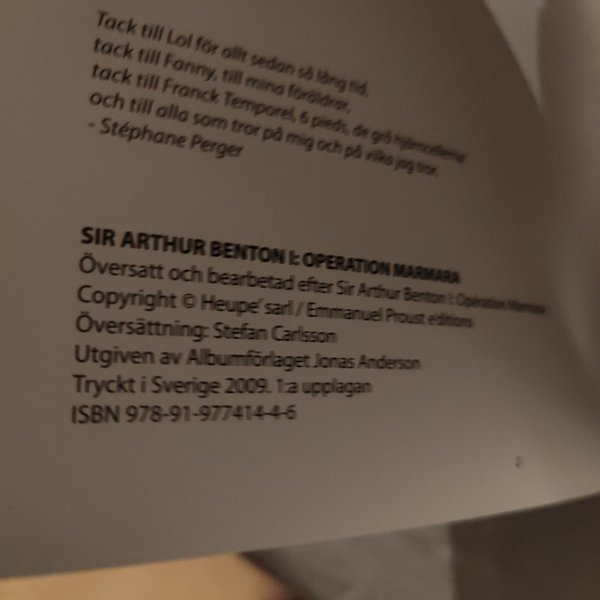 Tack till Lol för allt sedan så lång tid,
tack till Fanny, till mina föräldrar,
tack till Franck Temporel, 6 pieds, de grå hjärncellerna
och till alla som tror på mig och på vilka jag tror.
- Stéphane Perger
SIR ARTHUR BENTON I: OPERATION MARMARA
Översatt och bearbetad efter Sir Arthur Benton I: Opération Marmara
Copyright © Heupe' sarl / Emmanuel Proust editions
Översättning: Stefan Carlsson
Utgiven av Albumförlaget Jonas Anderson
Tryckt i Sverige 2009. 1:a upplagan
ISBN 978-91-977414-4-6
2